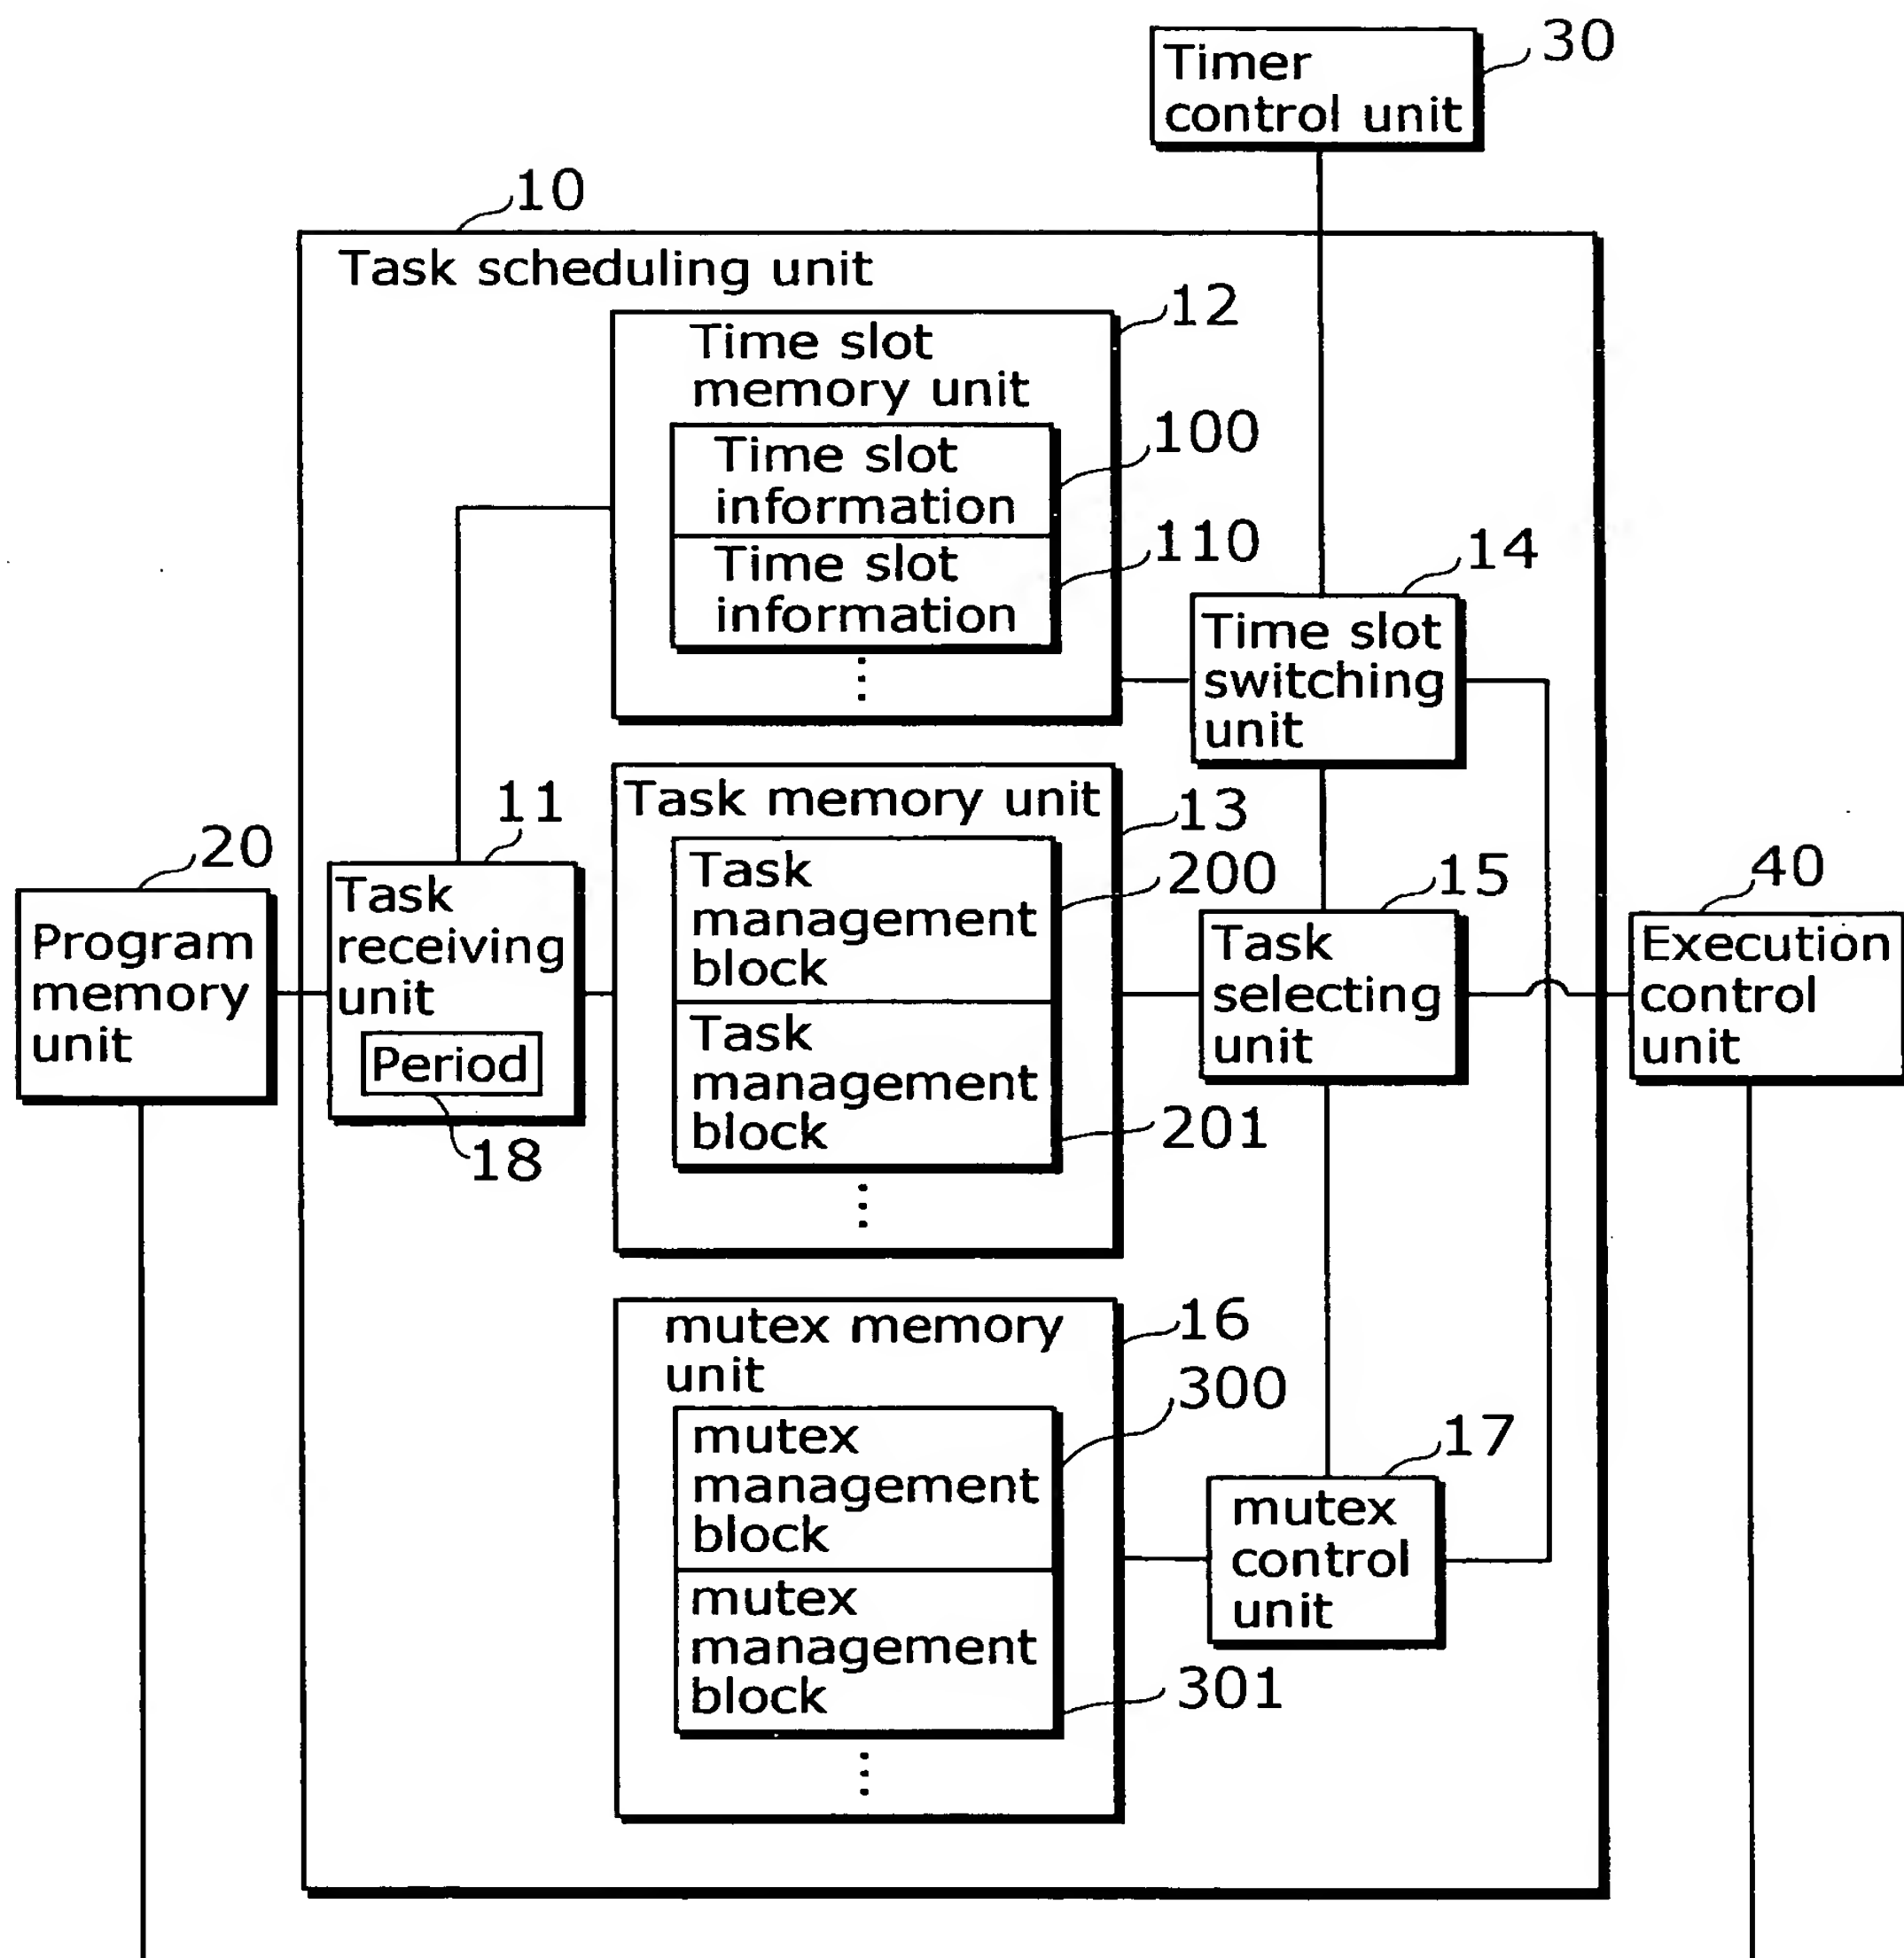 30
Timer
control unit
10
Task scheduling unit
12
Time slot
memory unit
100
Time slot
information
110
Time slot
information
14
Time slot
switching
unit
11
Task memory unit
13
20
Task
management
block
200
15
40
Program
memory
unit
Task
receiving
unit
Period
18
Task
management
block
201
Task
selecting
unit
Execution
control
unit
mutex memory
unit
16
300
mutex
management
block
17
mutex
control
unit
mutex
management
block
301